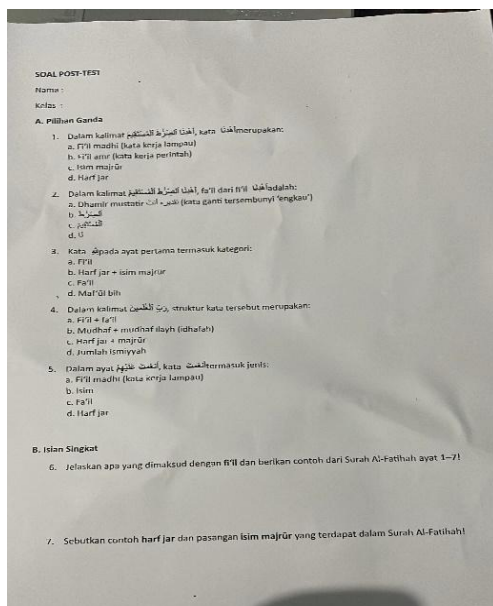 SOAL POST-TEST
Nama :
Kelas :
A. Pilihan Ganda
1. Dalam kalimat اهْدِنَا الصِّرَاطَ الْمُسْتَقِيمَ, kata اهْدِنَا merupakan:
a. Fi'il madhi (kata kerja lampau)
b. Fi'il amr (kata kerja perintah)
c. Isim majrūr
d. Harf jar
2. Dalam kalimat اهْدِنَا الصِّرَاطَ الْمُسْتَقِيمَ, fa'il dari fi'il اهْدِنَا adalah:
a. Dhamir mustatir تقديره أنت (kata ganti tersembunyi 'engkau')
b. الصِّرَاطَ
c. الْمُسْتَقِيمَ
d. نَا
3. Kata pada ayat pertama termasuk kategori:
a. Fi'il
b. Harf jar + isim majrur
c. Fa'il
d. Maf'ūl bih
4. Dalam kalimat رَبِّ الْعَالَمِينَ, struktur kata tersebut merupakan:
a. Fi'il + fa'il
b. Mudhaf + mudhaf ilayh (idhafah)
c. Harf jar + majrūr
d. Jumlah ismiyyah
5. Dalam ayat أَنْعَمْتَ عَلَيْهِمْ, kata أَنْعَمْتَ termasuk jenis:
a. Fi'il madhi (kata kerja lampau)
b. Isim
c. Fa'il
d. Harf jar
B. Isian Singkat
6. Jelaskan apa yang dimaksud dengan fi'il dan berikan contoh dari Surah Al-Fatihah ayat 1–7!
7. Sebutkan contoh harf jar dan pasangan isim majrūr yang terdapat dalam Surah Al-Fatihah!